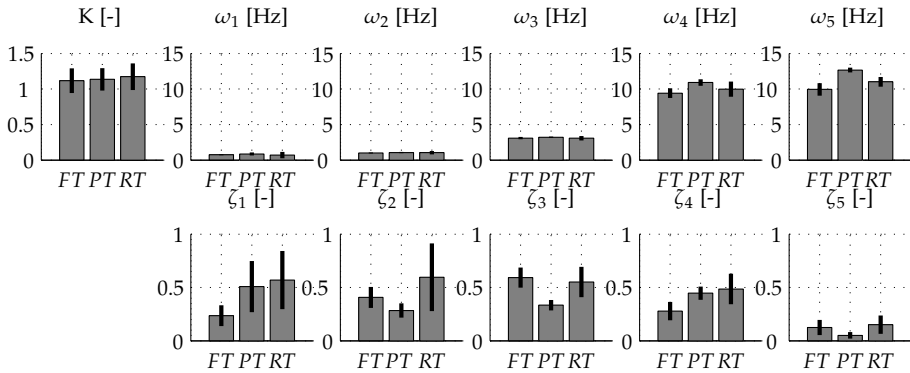 K [-] ω1 [Hz] ω2 [Hz] ω3 [Hz] ω4 [Hz] ω5 [Hz]
1.5 15 15 15 15 15
1 10 10 10 10 10
0.5 5 5 5 5 5
0 0 0 0 0 0
FT PT RT FT PT RT FT PT RT FT PT RT FT PT RT FT PT RT
ζ1 [-] ζ2 [-] ζ3 [-] ζ4 [-] ζ5 [-]
1 1 1 1 1
0.5 0.5 0.5 0.5 0.5
0 0 0 0 0
FT PT RT FT PT RT FT PT RT FT PT RT FT PT RT